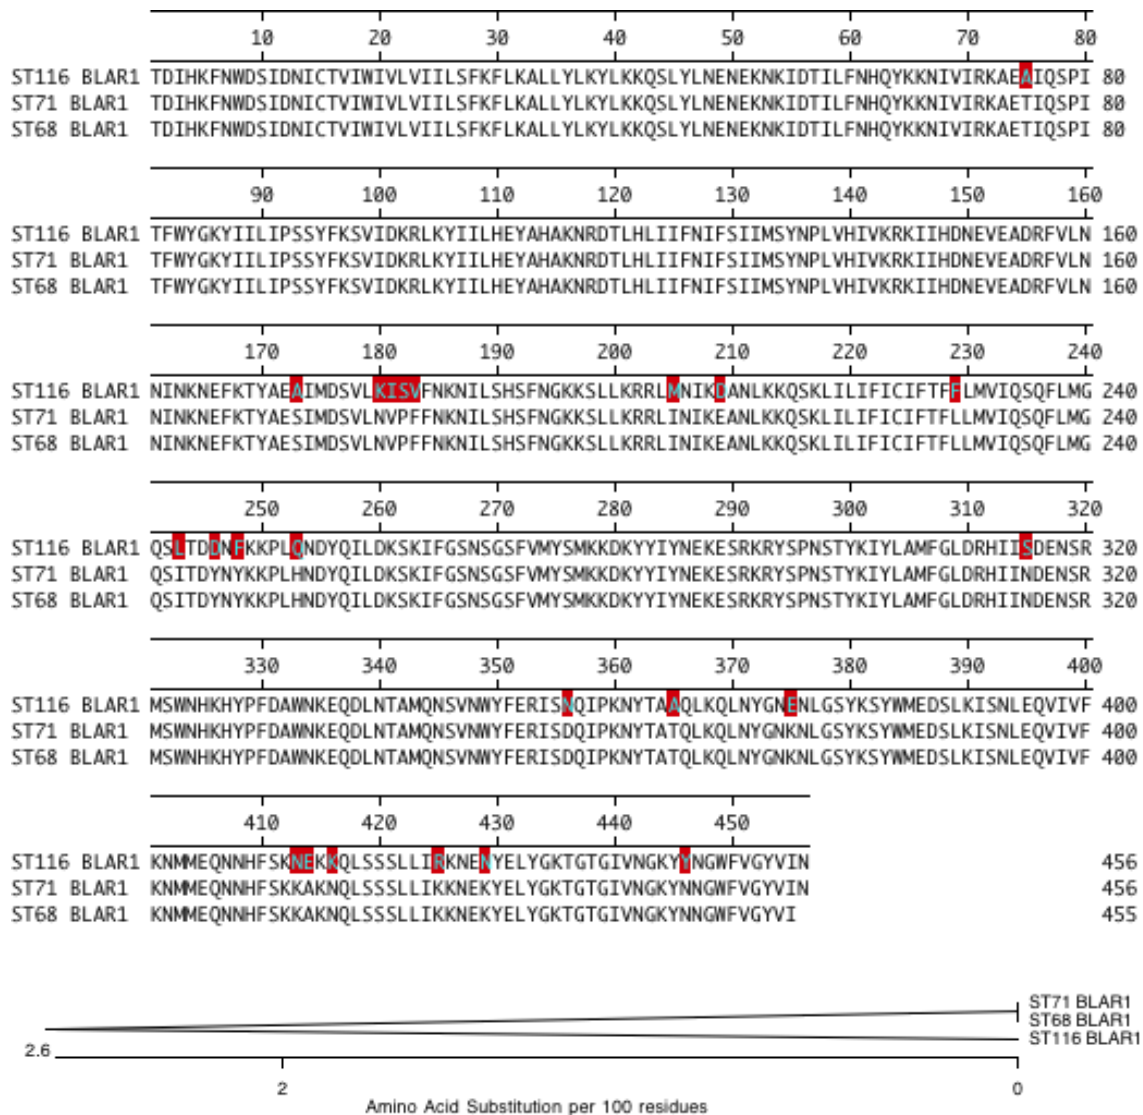 10 20 30 40 50 60 70 80
ST116 BLAR1 TDIHKFNWDSIDNICTVIWIVLVIILSFKFLKALLYLKYLKKQSLYLNENEKNKIDTILFNHQYKKNIVIRKAEAIQSPI 80
ST71 BLAR1 TDIHKFNWDSIDNICTVIWIVLVIILSFKFLKALLYLKYLKKQSLYLNENEKNKIDTILFNHQYKKNIVIRKAETIQSPI 80
ST68 BLAR1 TDIHKFNWDSIDNICTVIWIVLVIILSFKFLKALLYLKYLKKQSLYLNENEKNKIDTILFNHQYKKNIVIRKAETIQSPI 80
90 100 110 120 130 140 150 160
ST116 BLAR1 TFWYGKYIILIPSSYFKSVIDKRLKYIILHEYAHAKNRDTLHLIIFNIFSIIMSYNPLVHIVKRKIIHDNEVEADRFVLN 160
ST71 BLAR1 TFWYGKYIILIPSSYFKSVIDKRLKYIILHEYAHAKNRDTLHLIIFNIFSIIMSYNPLVHIVKRKIIHDNEVEADRFVLN 160
ST68 BLAR1 TFWYGKYIILIPSSYFKSVIDKRLKYIILHEYAHAKNRDTLHLIIFNIFSIIMSYNPLVHIVKRKIIHDNEVEADRFVLN 160
170 180 190 200 210 220 230 240
ST116 BLAR1 NINKNEFKTYAEAIMDSVLKISVFNKNILSHSFNGKKSLLKRRLMNIKDANLKKQSKLILIFICIFTFFLMVIQSQFLMG 240
ST71 BLAR1 NINKNEFKTYAESIMDSVLNVPFFNKNILSHSFNGKKSLLKRRLINIKEANLKKQSKLILIFICIFTFLLMVIQSQFLMG 240
ST68 BLAR1 NINKNEFKTYAESIMDSVLNVPFFNKNILSHSFNGKKSLLKRRLINIKEANLKKQSKLILIFICIFTFLLMVIQSQFLMG 240
250 260 270 280 290 300 310 320
ST116 BLAR1 QSLTDDNFKKPLQNDYQILDKSKIFGSNSGSFVMYSMKKDKYYIYNEKESRKRYSPNSTYKIYLAMFGLDRHIISDENSR 320
ST71 BLAR1 QSITDYNYKKPLHNDYQILDKSKIFGSNSGSFVMYSMKKDKYYIYNEKESRKRYSPNSTYKIYLAMFGLDRHIINDENSR 320
ST68 BLAR1 QSITDYNYKKPLHNDYQILDKSKIFGSNSGSFVMYSMKKDKYYIYNEKESRKRYSPNSTYKIYLAMFGLDRHIINDENSR 320
330 340 350 360 370 380 390 400
ST116 BLAR1 MSWNHKHYPFDAWNKEQDLNTAMQNSVNWYFERISNQIPKNYTAAQLKQLNYGNENLGSYKSYWMEDSLKISNLEQVIVF 400
ST71 BLAR1 MSWNHKHYPFDAWNKEQDLNTAMQNSVNWYFERISDQIPKNYTATQLKQLNYGNKNLGSYKSYWMEDSLKISNLEQVIVF 400
ST68 BLAR1 MSWNHKHYPFDAWNKEQDLNTAMQNSVNWYFERISDQIPKNYTATQLKQLNYGNKNLGSYKSYWMEDSLKISNLEQVIVF 400
410 420 430 440 450
ST116 BLAR1 KNMMEQNNHFSKNEKKQLSSSLLIRKNENYELYGKTGTGIVNGKYYNGWFVGYVIN 456
ST71 BLAR1 KNMMEQNNHFSKKAKNQLSSSLLIKKNEKYELYGKTGTGIVNGKYNNGWFVGYVIN 456
ST68 BLAR1 KNMMEQNNHFSKKAKNQLSSSLLIKKNEKYELYGKTGTGIVNGKYNNGWFVGYVI 455
ST71 BLAR1
ST68 BLAR1
ST116 BLAR1
2.6
2 0
Amino Acid Substitution per 100 residues